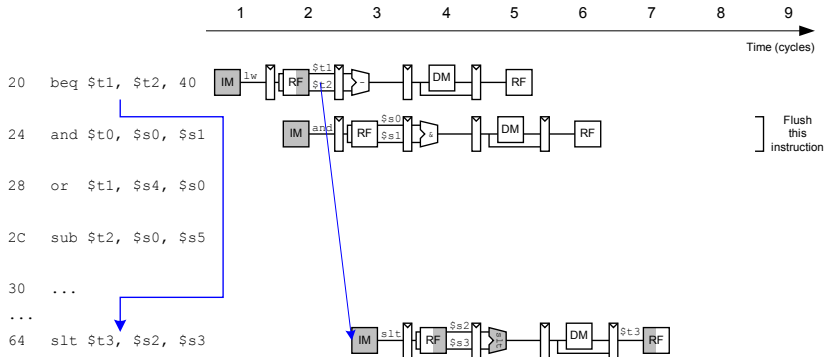 1 2 3 4 5 6 7 8 9
Time (cycles)
20 beq $t1, $t2, 40 IM lw RF $t1 $t2 - DM RF
24 and $t0, $s0, $s1 IM and RF $s0 $s1 & DM RF
Flush
this
instruction
28 or $t1, $s4, $s0
2C sub $t2, $s0, $s5
30 ...
...
64 slt $t3, $s2, $s3 IM slt RF $s2 $s3 slt DM $t3 RF